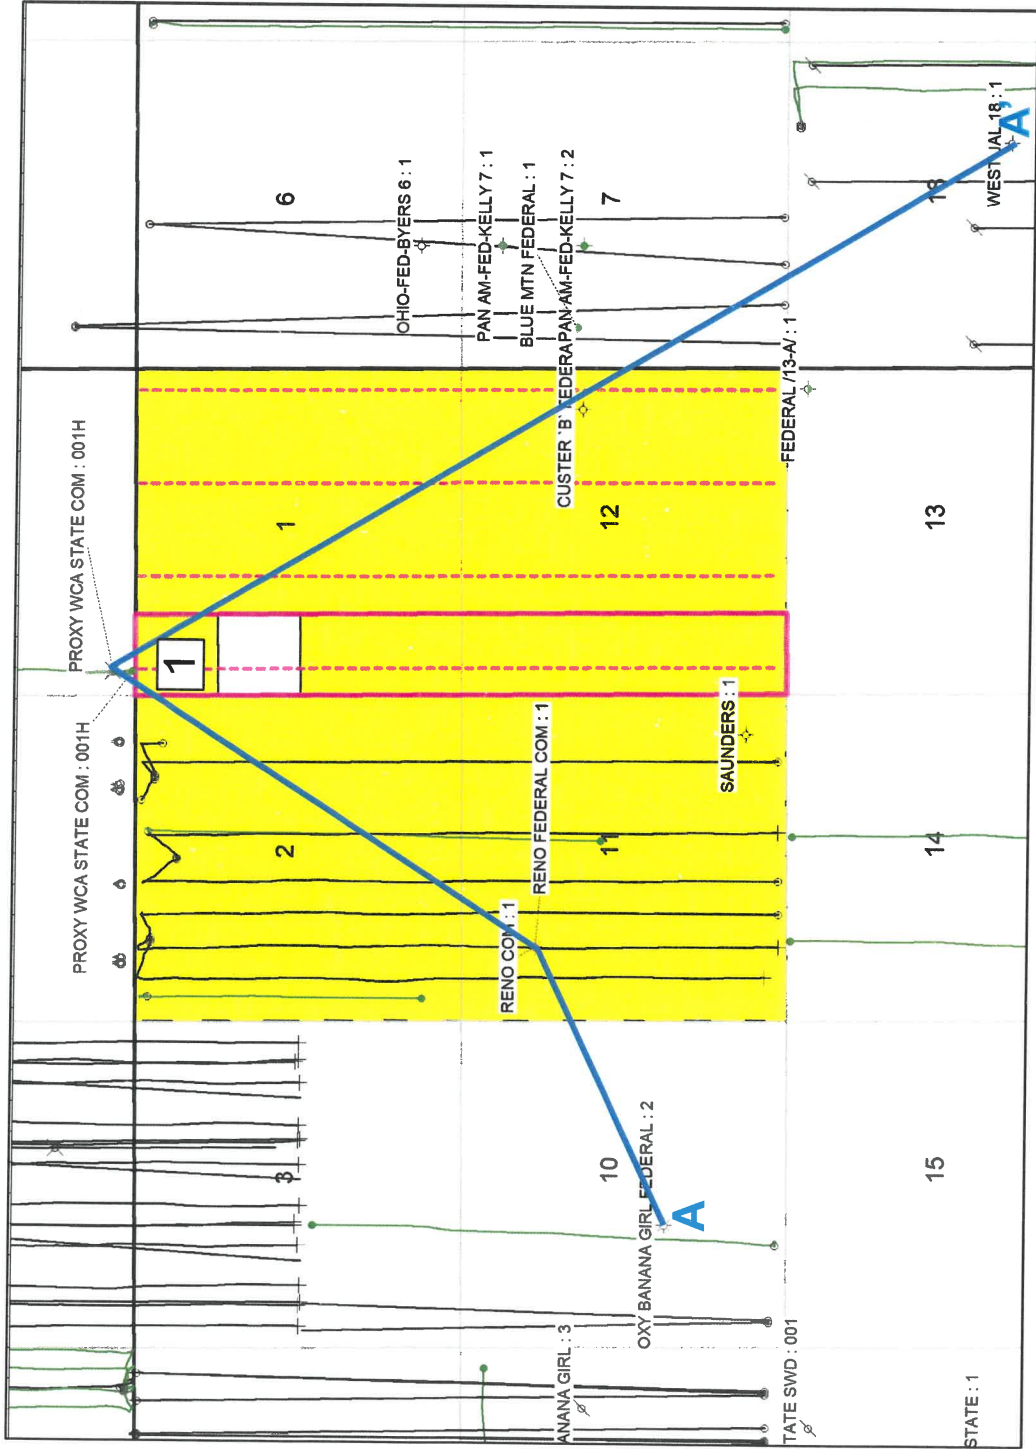 PROXY WCA STATE COM : 001H
PROXY WCA STATE COM : 001H
3
2
1
6
1
OHIO-FED-BYERS 6 : 1
PAN AM-FED-KELLY 7 : 1
BLUE MTN FEDERAL : 1
PAN AM-FED-KELLY 7 : 2
CUSTER `B` FEDERA
RENO COM : 1
RENO FEDERAL COM : 1
10
11
12
7
ANANA GIRL : 3
OXY BANANA GIRL FEDERAL : 2
A
SAUNDERS : 1
TATE SWD : 001
-FEDERAL /13-A/ : 1
15
14
13
18
STATE : 1
WEST JAL 18 : 1
A'